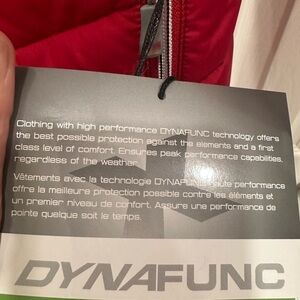 Clothing with high performance DYNAFUNC technology offers
the best possible protection against the elements and a first
class level of comfort. Ensures peak performance capabilities,
regardless of the weather.
Vêtements avec la technologie DYNAFUNC haute performance
offre la meilleure protection possible contre les éléments et
un premier niveau de confort. Assure une performance de
pointe quelque soit le temps.
DYNAFUNC